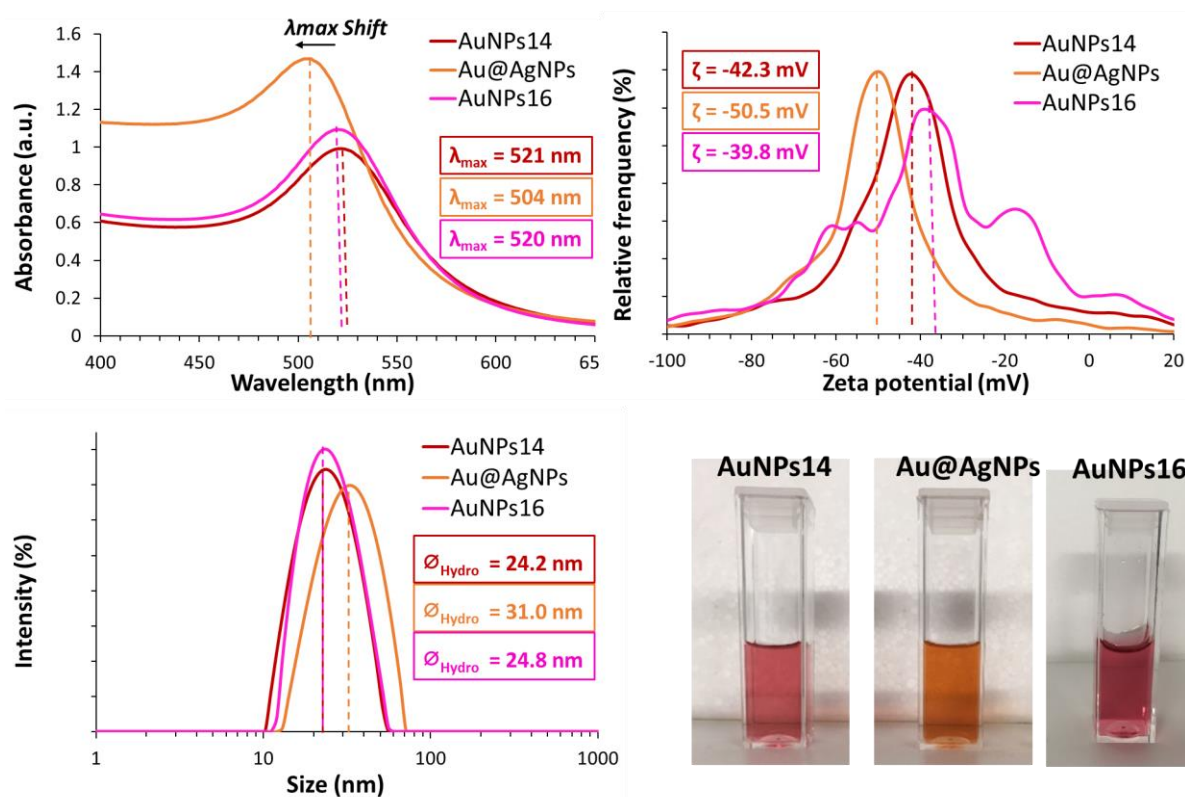 λmax Shift
AuNPs14
Au@AgNPs
AuNPs16
λmax = 521 nm
λmax = 504 nm
λmax = 520 nm
Absorbance (a.u.)
1.6
1.4
1.2
1
0.8
0.6
0.4
0.2
0
400
450
500
550
600
65
Wavelength (nm)
ζ = -42.3 mV
ζ = -50.5 mV
ζ = -39.8 mV
AuNPs14
Au@AgNPs
AuNPs16
Relative frenquency (%)
-100
-80
-60
-40
-20
0
20
Zeta potential (mV)
AuNPs14
Au@AgNPs
AuNPs16
ØHydro = 24.2 nm
ØHydro = 31.0 nm
ØHydro = 24.8 nm
Intensity (%)
1
10
100
1000
Size (nm)
AuNPs14
Au@AgNPs
AuNPs16